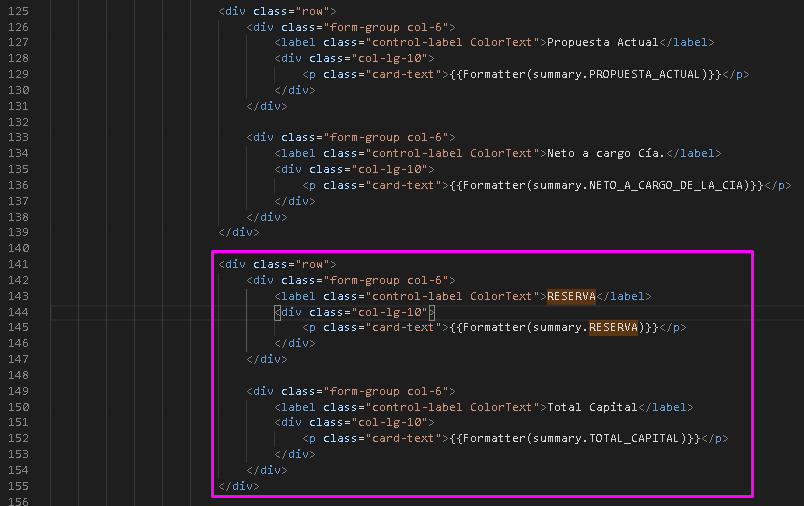 125 <div class="row">
126 <div class="form-group col-6">
127 <label class="control-label ColorText">Propuesta Actual</label>
128 <div class="col-lg-10">
129 <p class="card-text">{{Formatter(summary.PROPUESTA_ACTUAL)}}</p>
130 </div>
131 </div>
132
133 <div class="form-group col-6">
134 <label class="control-label ColorText">Neto a cargo Cía.</label>
135 <div class="col-lg-10">
136 <p class="card-text">{{Formatter(summary.NETO_A_CARGO_DE_LA_CIA)}}</p>
137 </div>
138 </div>
139 </div>
140
141 <div class="row">
142 <div class="form-group col-6">
143 <label class="control-label ColorText">RESERVA</label>
144 <div class="col-lg-10">
145 <p class="card-text">{{Formatter(summary.RESERVA)}}</p>
146 </div>
147 </div>
148
149 <div class="form-group col-6">
150 <label class="control-label ColorText">Total Capital</label>
151 <div class="col-lg-10">
152 <p class="card-text">{{Formatter(summary.TOTAL_CAPITAL)}}</p>
153 </div>
154 </div>
155 </div>
156